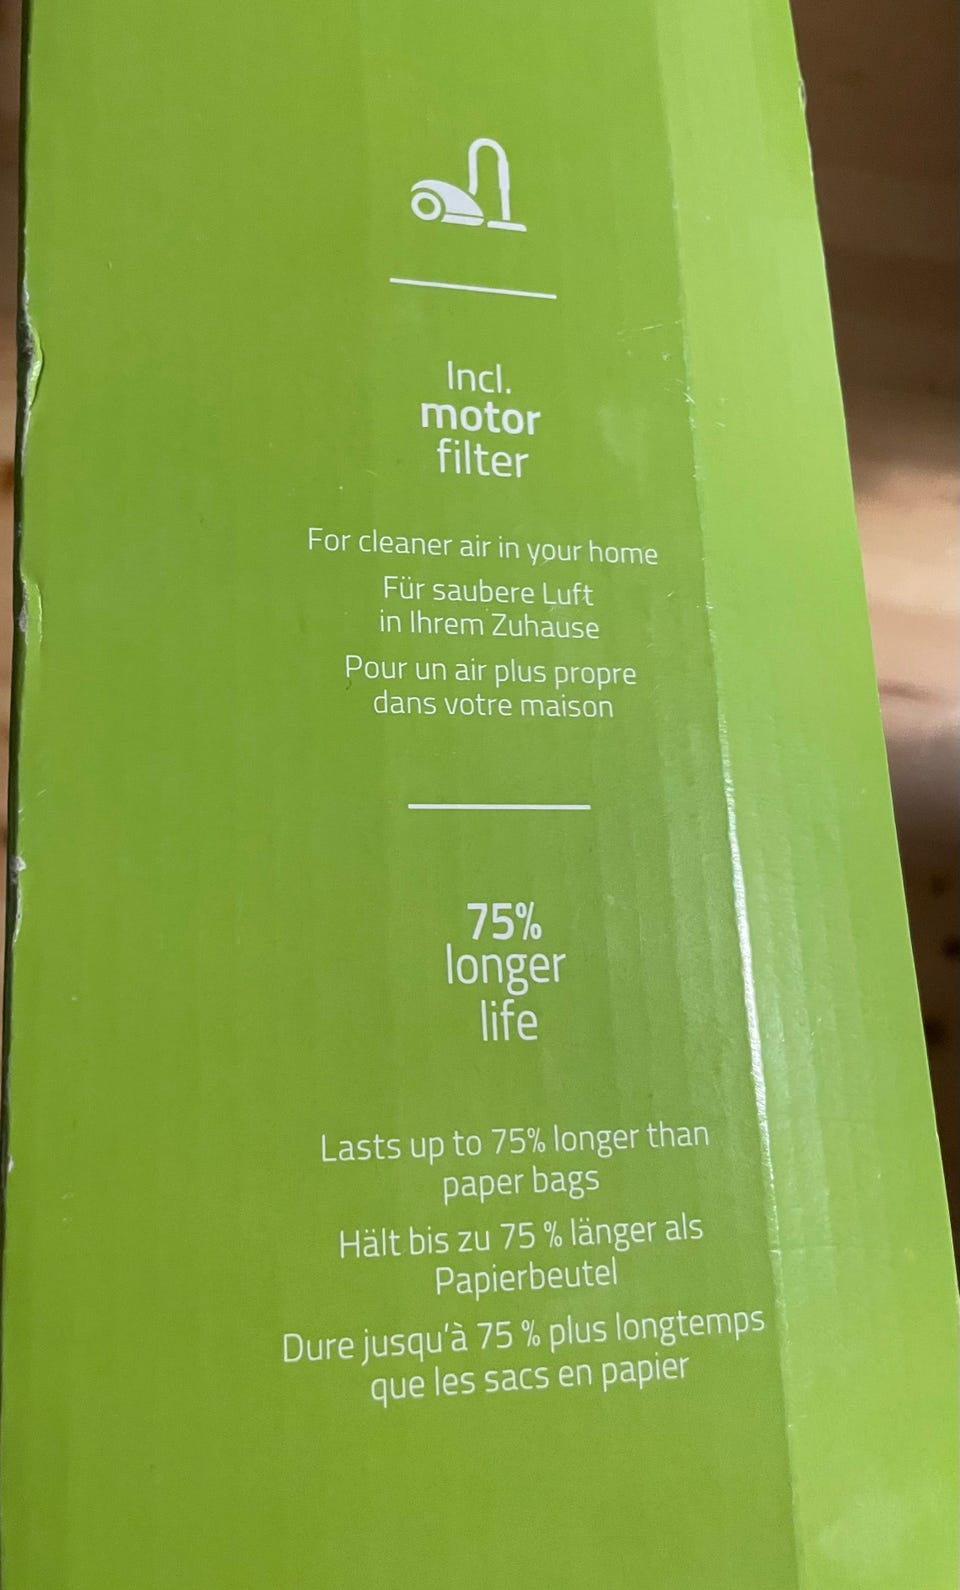 Incl.
motor
filter
For cleaner air in your home
Für saubere Luft
in Ihrem Zuhause
Pour un air plus propre
dans votre maison
75%
longer
life
Lasts up to 75% longer than
paper bags
Hält bis zu 75 % länger als
Papierbeutel
Dure jusqu'à 75 % plus longtemps
que les sacs en papier